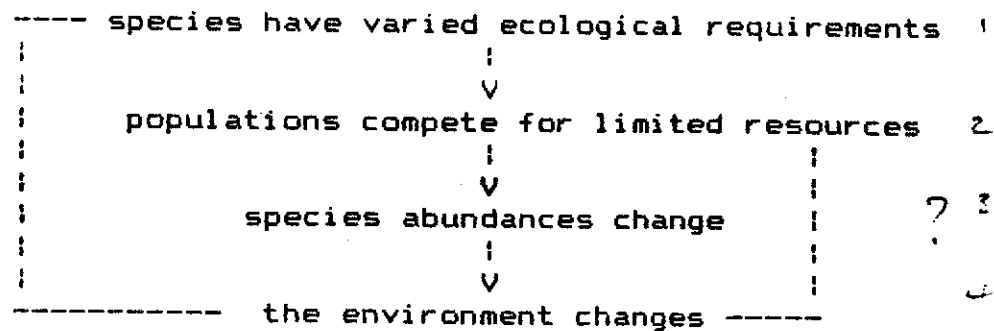 species have varied ecological requirements 1
populations compete for limited resources 2
species abundances change ? 3
the environment changes